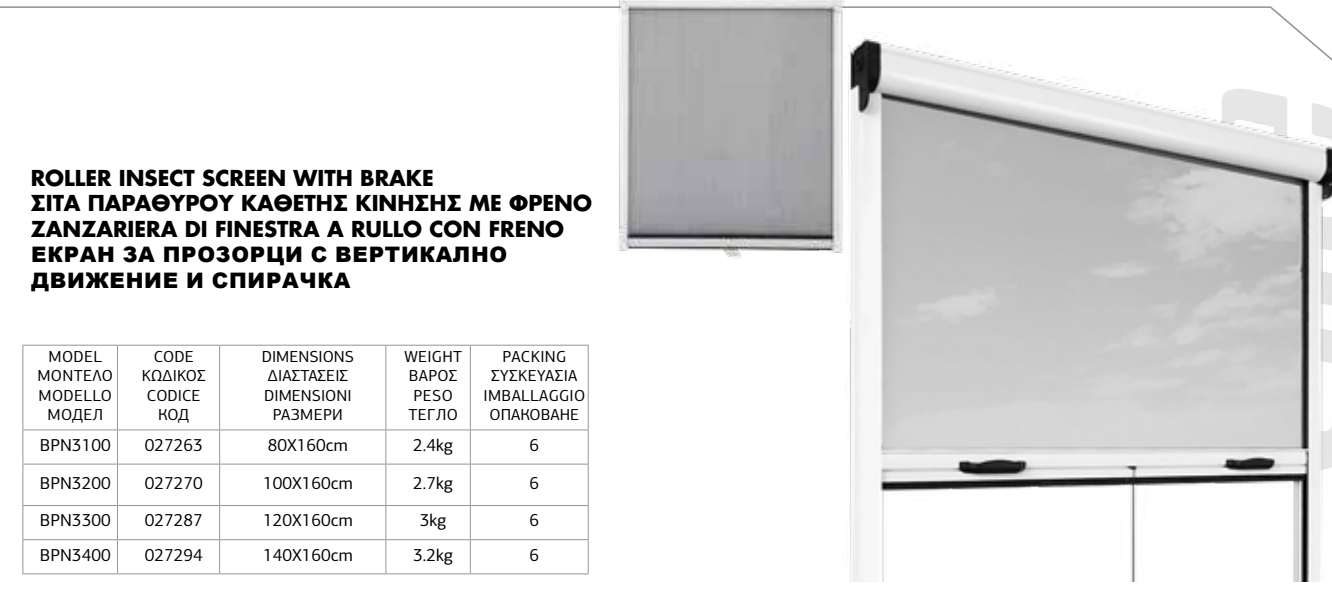 ROLLER INSECT SCREEN WITH BRAKE
ΣΙΤΑ ΠΑΡΑΘΥΡΟΥ ΚΑΘΕΤΗΣ ΚΙΝΗΣΗΣ ΜΕ ΦΡΕΝΟ
ZANZARIERA DI FINESTRA A RULLO CON FRENO
ЕКРАН ЗА ПРОЗОРЦИ С ВЕРТИКАЛНО
ДВИЖЕНИЕ И СПИРАЧКА
MODEL CODE DIMENSIONS WEIGHT PACKING
ΜΟΝΤΕΛΟ ΚΩΔΙΚΟΣ ΔΙΑΣΤΑΣΕΙΣ ΒΑΡΟΣ ΣΥΣΚΕΥΑΣΙΑ
MODELLO CODICE DIMENSIONI PESO IMBALLAGGIO
МОДЕЛ КОД РАЗМЕРИ ТЕГЛО ОПАКОВАНЕ
BPN3100 027263 80X160cm 2.4kg 6
BPN3200 027270 100X160cm 2.7kg 6
BPN3300 027287 120X160cm 3kg 6
BPN3400 027294 140X160cm 3.2kg 6